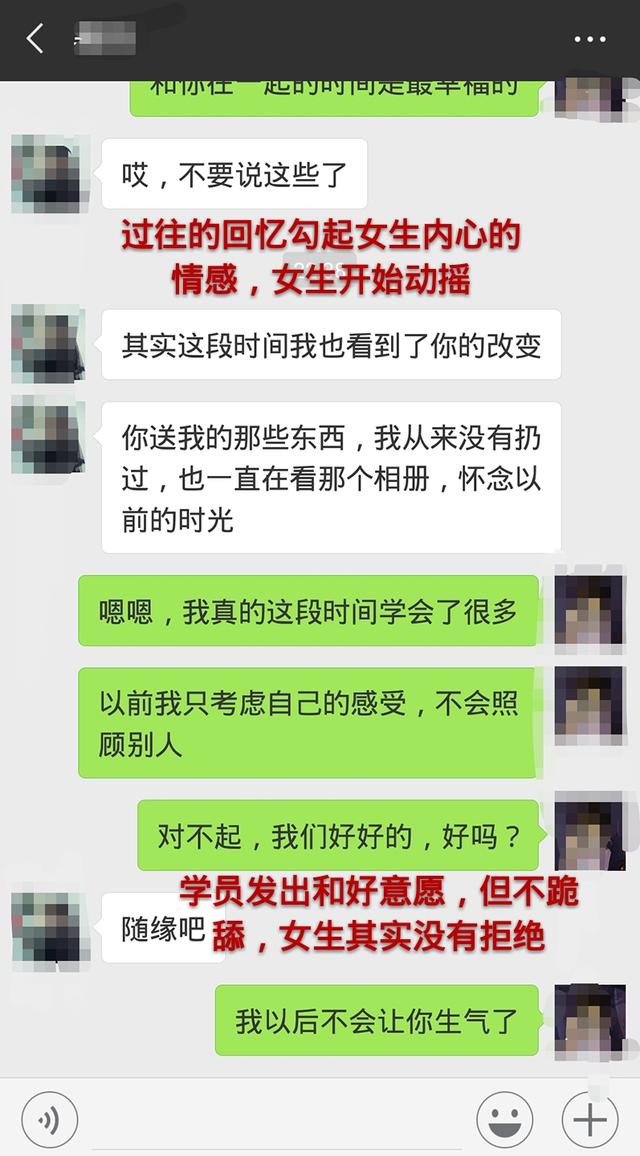 和你在一起的时间是最幸福的
哎，不要说这些了
过往的回忆勾起女生内心的
情感，女生开始动摇
其实这段时间我也看到了你的改变
你送我的那些东西，我从来没有扔
过，也一直在看那个相册，怀念以
前的时光
嗯嗯，我真的这段时间学会了很多
以前我只考虑自己的感受，不会照
顾别人
对不起，我们好好的，好吗？
学员发出和好意愿，但不跪
随缘吧
舔，女生其实没有拒绝
我以后不会让你生气了